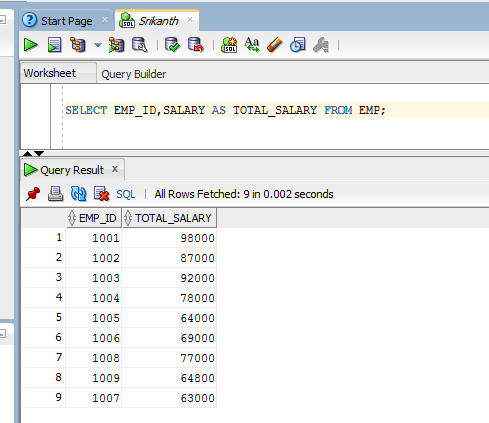 Start Page Srikanth
SQL
Worksheet Query Builder
SELECT EMP_ID,SALARY AS TOTAL_SALARY FROM EMP;
Query Result x
SQL | All Rows Fetched: 9 in 0.002 seconds
EMP_ID TOTAL_SALARY
1 1001 98000
2 1002 87000
3 1003 92000
4 1004 78000
5 1005 64000
6 1006 69000
7 1008 77000
8 1009 64800
9 1007 63000